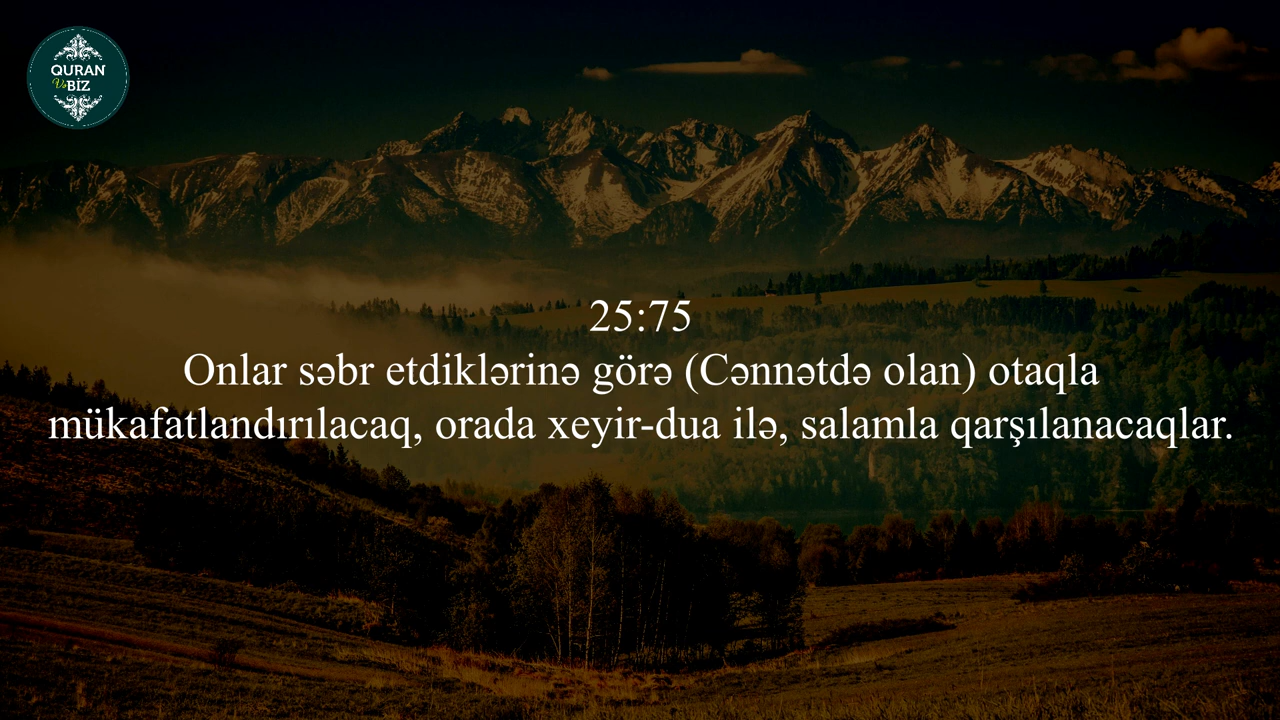 QURAN
Və BİZ
25:75
Onlar səbr etdiklərinə görə (Cənnətdə olan) otaqla
mükafatlandırılacaq, orada xeyir-dua ilə, salamla qarşılanacaqlar.